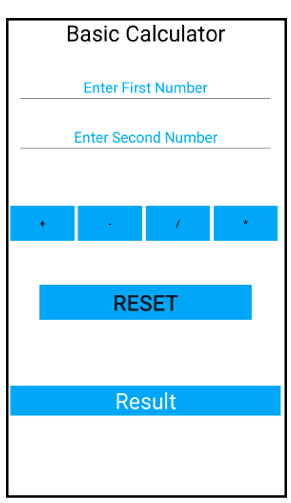 Basic Calculator
Enter First Number
Enter Second Number
+ - / *
RESET
Result